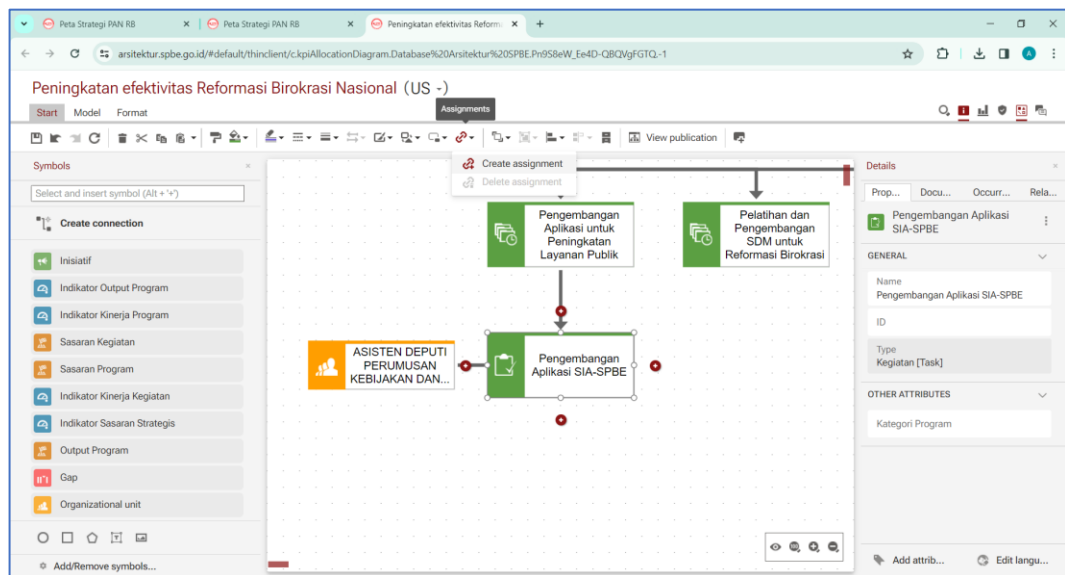 Peta Strategi PAN RB
Peta Strategi PAN RB
Peningkatan efektivitas Reform
arsitektur.spbe.go.id/#default/thinclient/c.kpiAllocationDiagram.Database%20Arsitektur%20SPBE.Pn9S8eW_Ee4D-QBQVgFGTQ.-1
Peningkatan efektivitas Reformasi Birokrasi Nasional (US -)
Assignments
Start Model Format
View publication
Symbols
Select and insert symbol (Alt + '+')
Create connection
Inisiatif
Indikator Output Program
Indikator Kinerja Program
Sasaran Kegiatan
Sasaran Program
Indikator Kinerja Kegiatan
Indikator Sasaran Strategis
Output Program
Gap
Organizational unit
Add/Remove symbols...
Create assignment
Delete assignment
Pengembangan
Aplikasi untuk
Peningkatan
Layanan Publik
Pelatihan dan
Pengembangan
SDM untuk
Reformasi Birokrasi
ASISTEN DEPUTI
PERUMUSAN
KEBIJAKAN DAN...
Pengembangan
Aplikasi SIA-SPBE
Details
Prop... Docu... Occurr... Rela...
Pengembangan Aplikasi
SIA-SPBE
GENERAL
Name
Pengembangan Aplikasi SIA-SPBE
ID
Type
Kegiatan [Task]
OTHER ATTRIBUTES
Kategori Program
Add attrib... Edit langu...